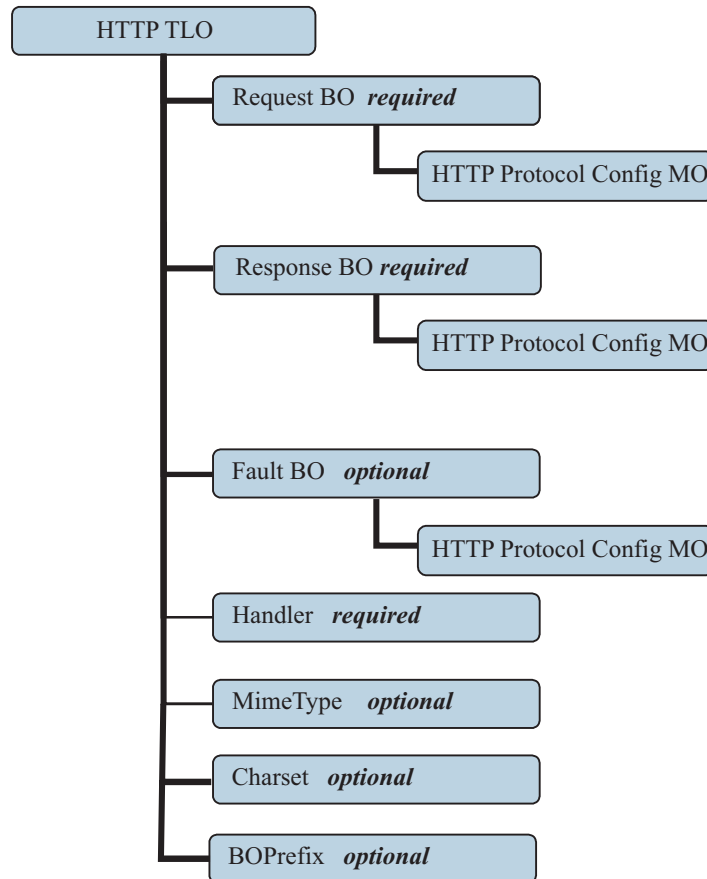 HTTP TLO
Request BO required
HTTP Protocol Config MO
Response BO required
HTTP Protocol Config MO
Fault BO optional
HTTP Protocol Config MO
Handler required
MimeType optional
Charset optional
BOPrefix optional